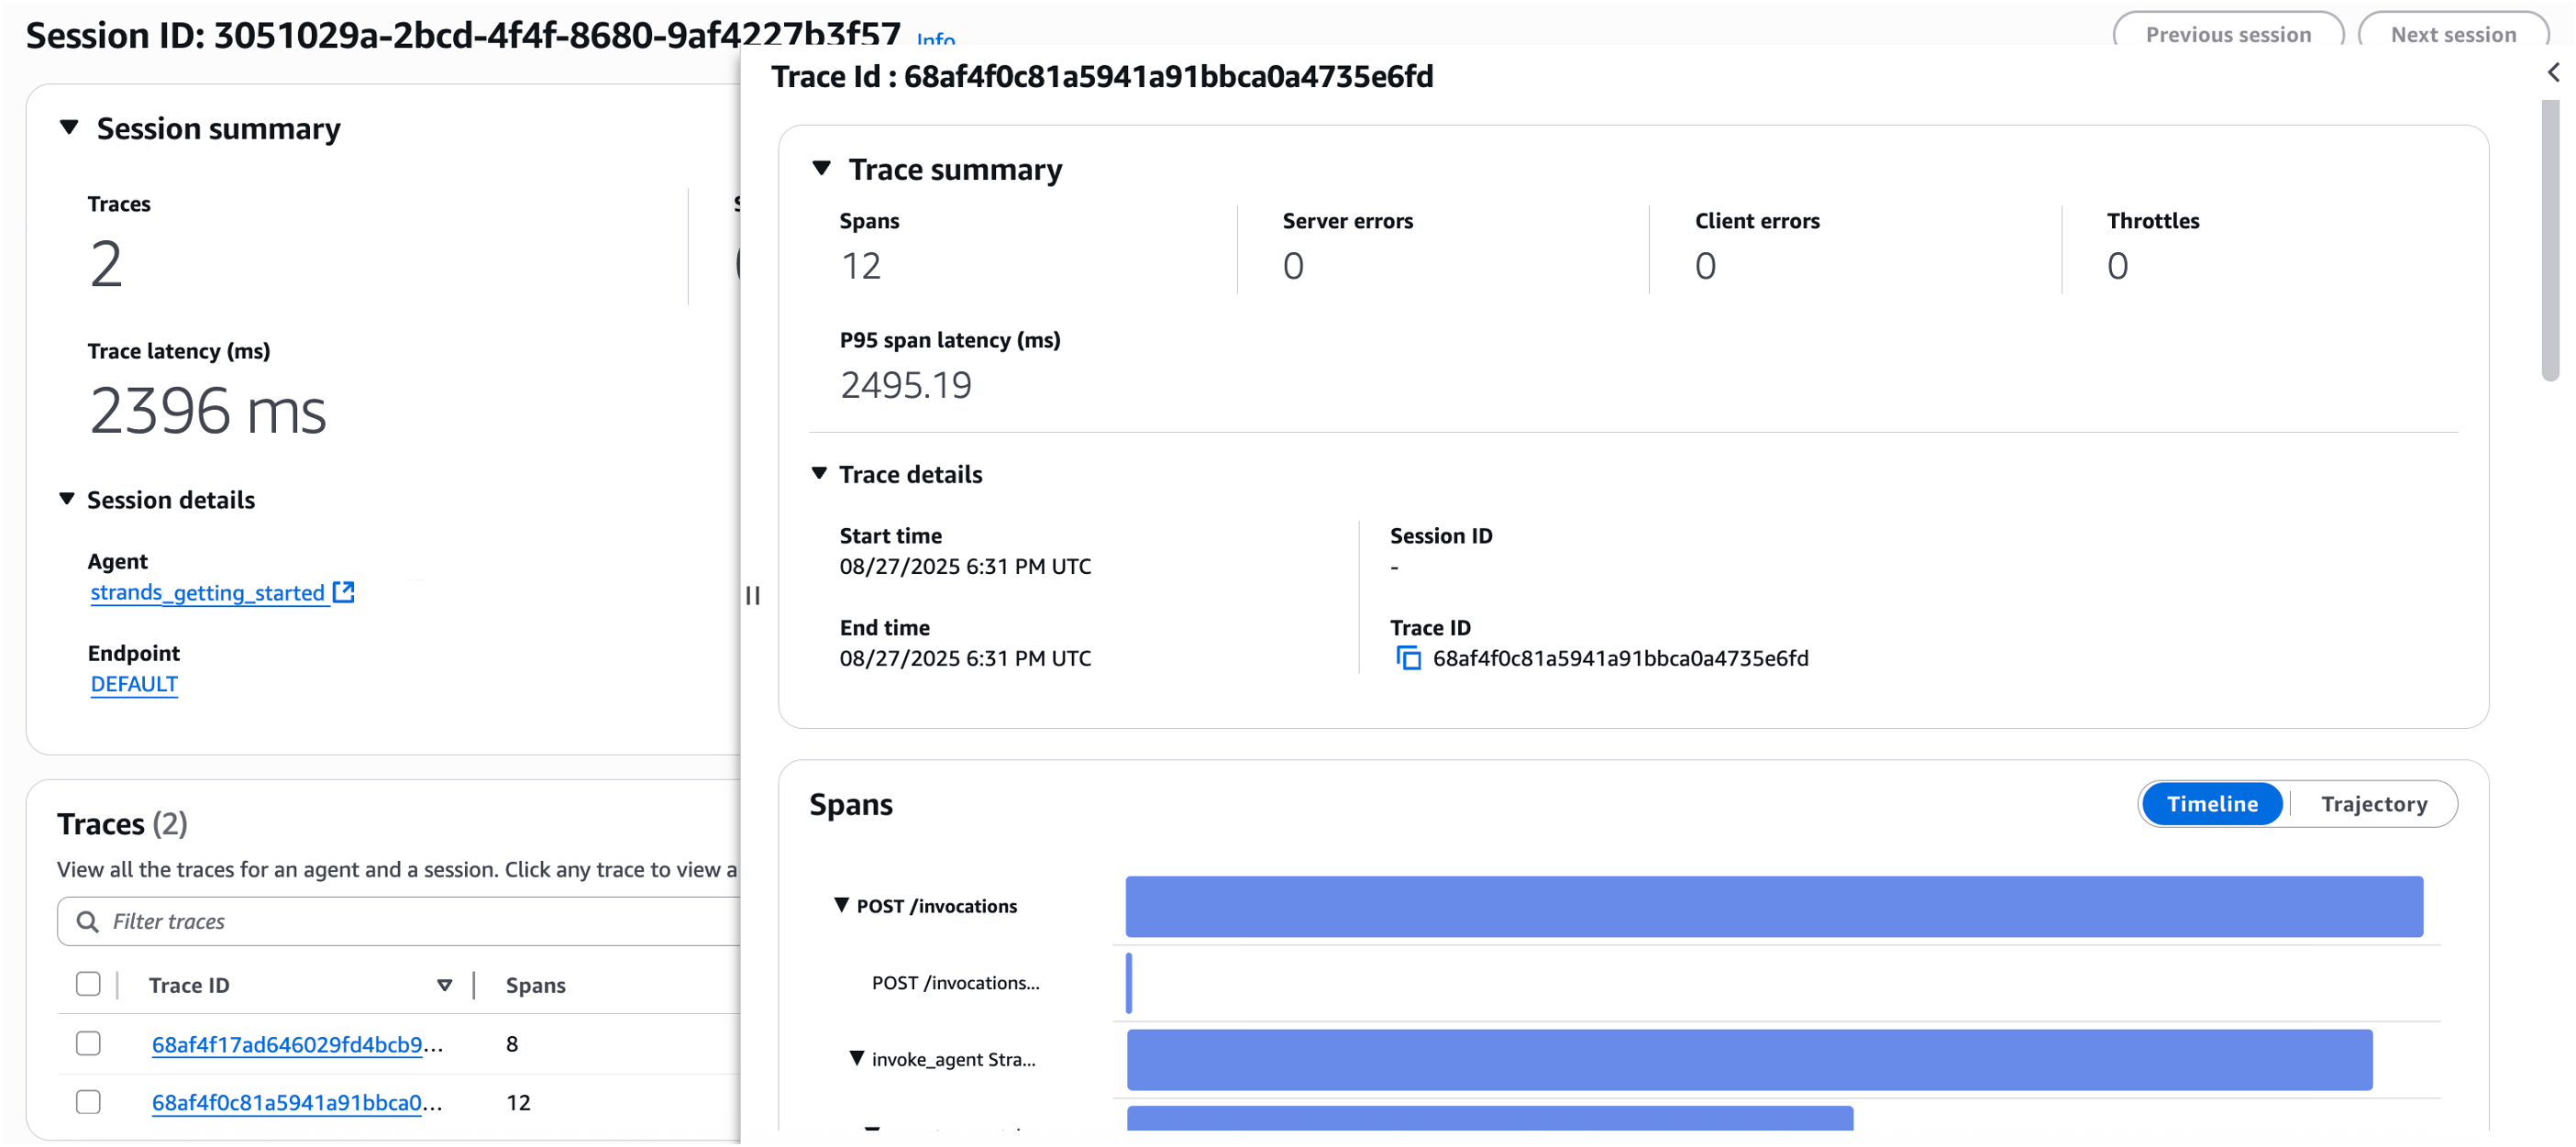 Session ID: 3051029a-2bcd-4f4f-8680-9af4227b3f57 Info
Previous session
Next session
Session summary
Traces
2
Trace latency (ms)
2396 ms
Session details
Agent
strands_getting_started
Endpoint
DEFAULT
Traces (2)
View all the traces for an agent and a session. Click any trace to view a
Filter traces
Trace ID Spans
68af4f17ad646029fd4bcb9... 8
68af4f0c81a5941a91bbca0... 12
Trace Id : 68af4f0c81a5941a91bbca0a4735e6fd
Trace summary
Spans Server errors Client errors Throttles
12 0 0 0
P95 span latency (ms)
2495.19
Trace details
Start time Session ID
08/27/2025 6:31 PM UTC -
End time Trace ID
08/27/2025 6:31 PM UTC 68af4f0c81a5941a91bbca0a4735e6fd
Spans
Timeline Trajectory
POST /invocations
POST /invocations...
invoke_agent Stra...